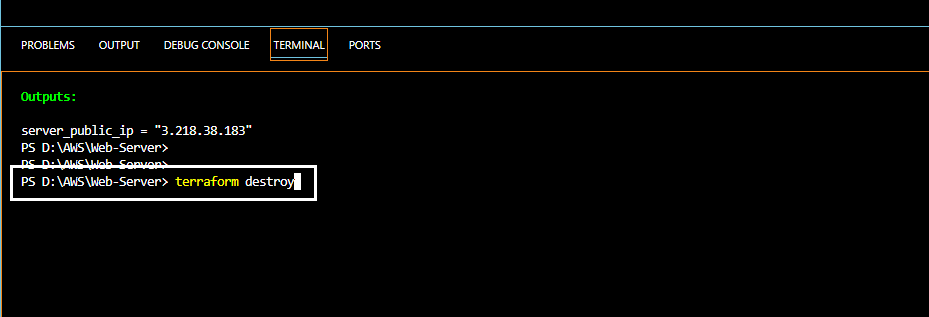 PROBLEMS OUTPUT DEBUG CONSOLE TERMINAL PORTS
Outputs:
server_public_ip = "3.218.38.183"
PS D:\AWS\Web-Server>
PS D:\AWS\Web-Server>
PS D:\AWS\Web-Server> terraform destroy